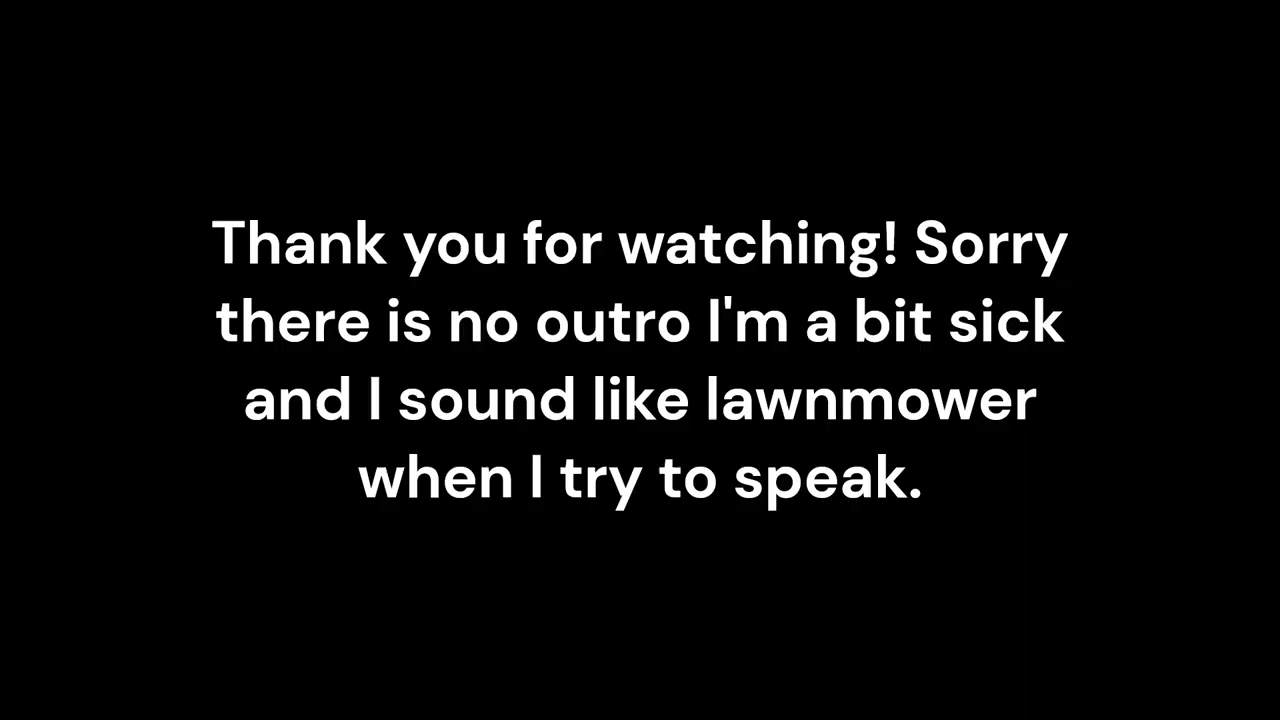 Thank you for watching! Sorry
there is no outro I'm a bit sick
and I sound like lawnmower
when I try to speak.